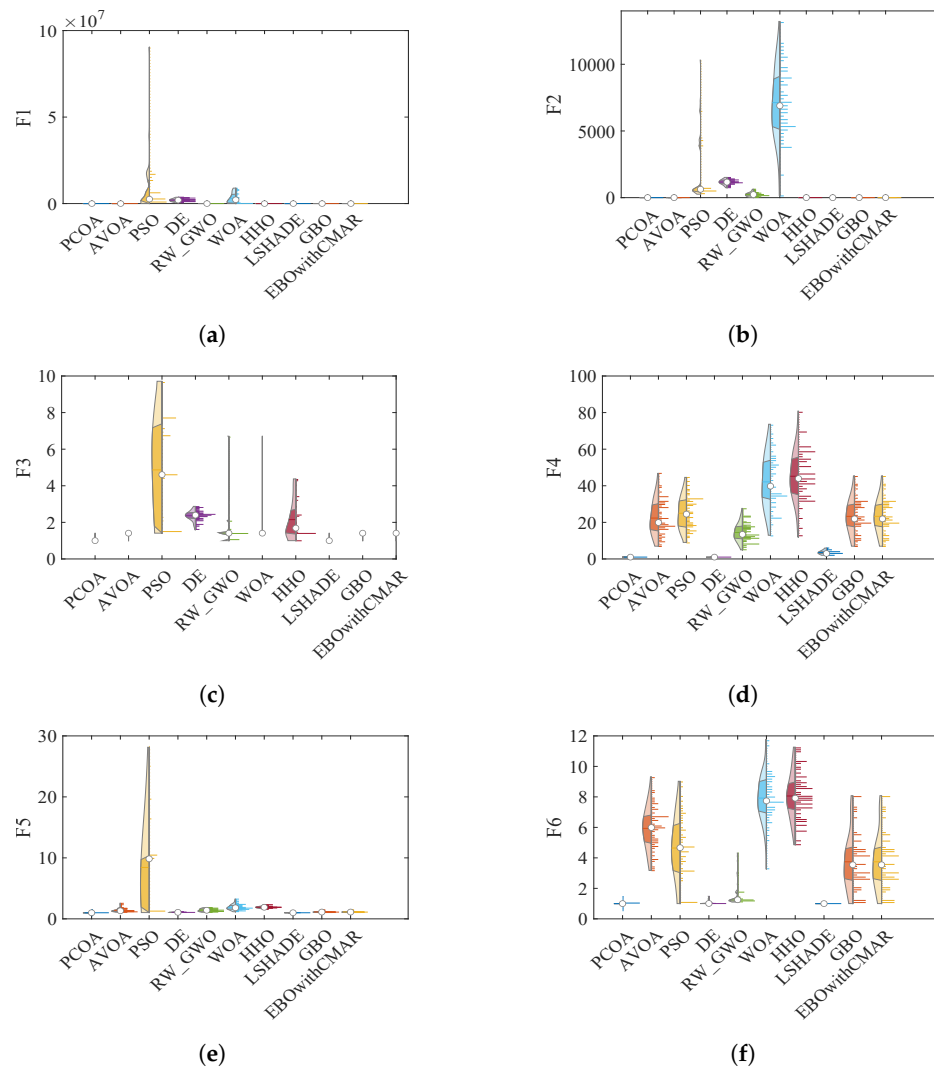 ×10^7
10
5
0
F1
PCOA
AVOA
PSO
DE
RW_GWO
WOA
HHO
LSHADE
GBO
EBOwithCMAR
(a)
10000
5000
0
F2
PCOA
AVOA
PSO
DE
RW_GWO
WOA
HHO
LSHADE
GBO
EBOwithCMAR
(b)
10
8
6
4
2
0
F3
PCOA
AVOA
PSO
DE
RW_GWO
WOA
HHO
LSHADE
GBO
EBOwithCMAR
(c)
100
80
60
40
20
0
F4
PCOA
AVOA
PSO
DE
RW_GWO
WOA
HHO
LSHADE
GBO
EBOwithCMAR
(d)
30
20
10
0
F5
PCOA
AVOA
PSO
DE
RW_GWO
WOA
HHO
LSHADE
GBO
EBOwithCMAR
(e)
12
10
8
6
4
2
0
F6
PCOA
AVOA
PSO
DE
RW_GWO
WOA
HHO
LSHADE
GBO
EBOwithCMAR
(f)